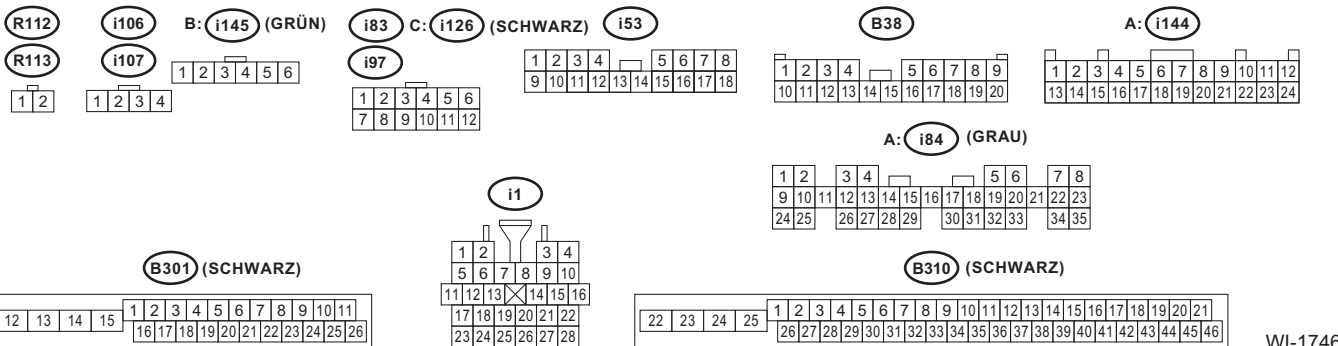 R112 i106 B: i145 (GRÜN) i83 C: i126 (SCHWARZ) i53 B38 A: i144
R113 i107 i97
1 2 3 4 5 6
1 2
1 2 3 4
1 2 3 4 5 6
7 8 9 10 11 12
1 2 3 4 5 6 7 8
9 10 11 12 13 14 15 16 17 18
1 2 3 4 5 6 7 8 9
10 11 12 13 14 15 16 17 18 19 20
1 2 3 4 5 6 7 8 9 10 11 12
13 14 15 16 17 18 19 20 21 22 23 24
A: i84 (GRAU)
1 2 3 4 5 6 7 8
9 10 11 12 13 14 15 16 17 18 19 20 21 22 23
24 25 26 27 28 29 30 31 32 33 34 35
i1
1 2 3 4
5 6 7 8 9 10
11 12 13 14 15 16
17 18 19 20 21 22
23 24 25 26 27 28
B301 (SCHWARZ)
1 2 3 4 5 6 7 8 9 10 11
12 13 14 15
16 17 18 19 20 21 22 23 24 25 26
B310 (SCHWARZ)
1 2 3 4 5 6 7 8 9 10 11 12 13 14 15 16 17 18 19 20 21
22 23 24 25
26 27 28 29 30 31 32 33 34 35 36 37 38 39 40 41 42 43 44 45 46
WI-1746